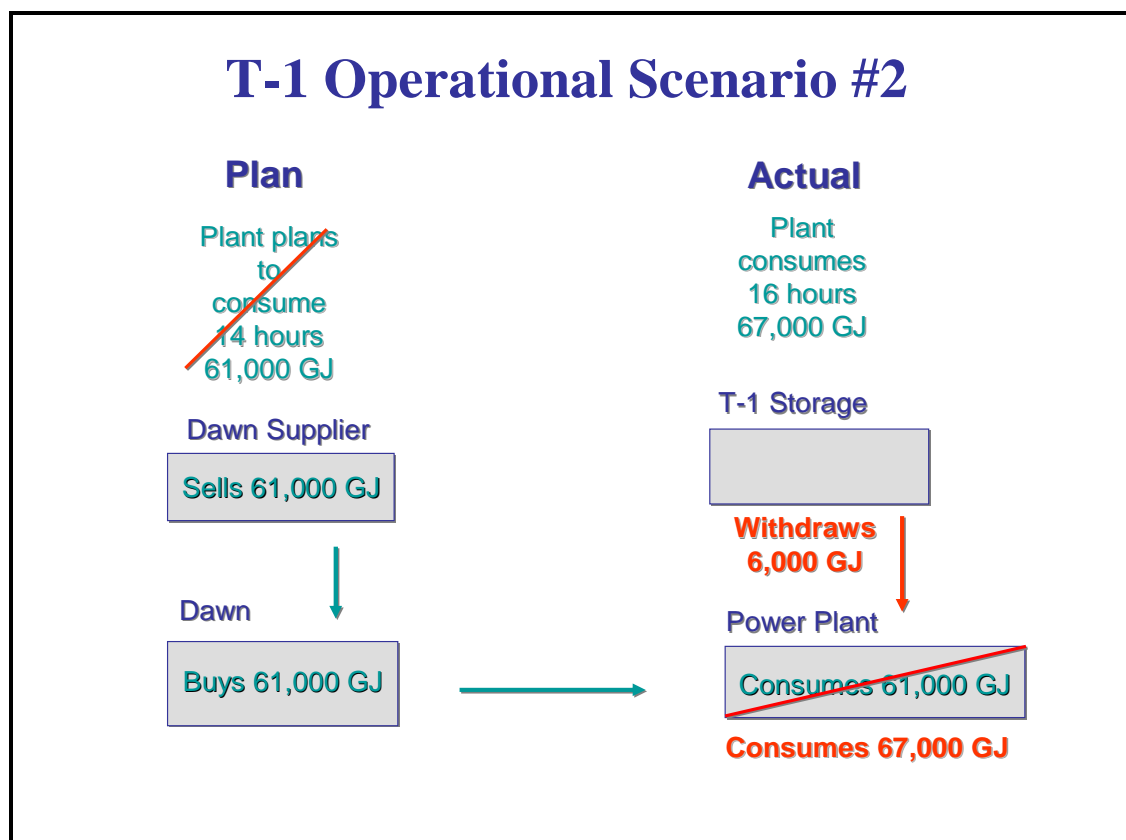 T-1 Operational Scenario #2
Plan
Plant plans
to
consume
14 hours
61,000 GJ
Dawn Supplier
Sells 61,000 GJ
Dawn
Buys 61,000 GJ
Actual
Plant
consumes
16 hours
67,000 GJ
T-1 Storage
Withdraws
6,000 GJ
Power Plant
Consumes 61,000 GJ
Consumes 67,000 GJ